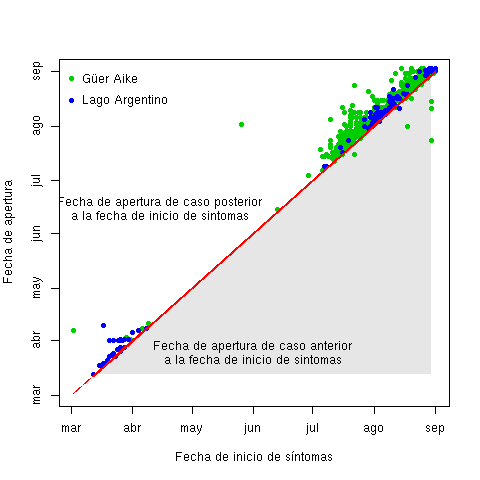 Güer Aike
Lago Argentino
Fecha de apertura de caso posterior
a la fecha de inicio de sintomas
Fecha de apertura de caso anterior
a la fecha de inicio de sintomas
Fecha de apertura
sep
ago
jul
jun
may
abr
mar
mar abr may jun jul ago sep
Fecha de inicio de síntomas